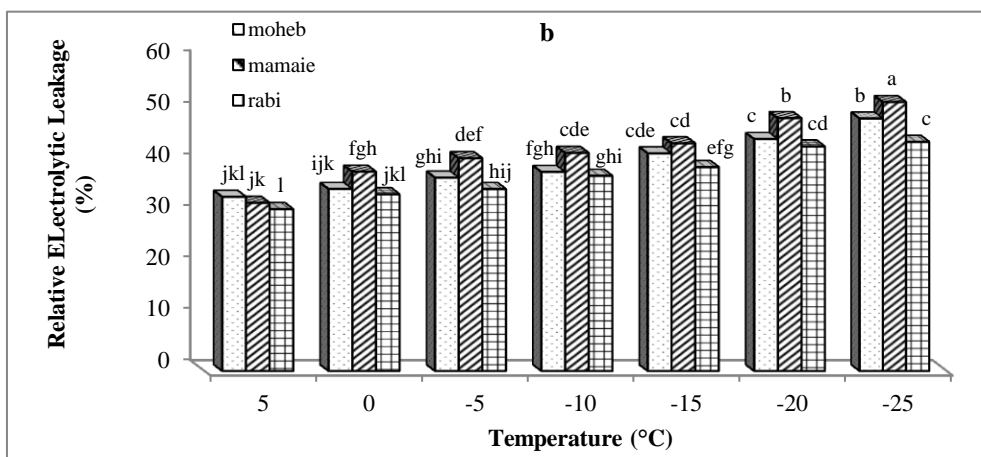 b
moheb
mamaie
rabi
Relative ELectrolytic Leakage
(%)
60
50
40
30
20
10
0
jkl jk l
ijk fgh jkl
ghi def hij
fgh cde ghi
cde cd efg
c b cd
b a c
5 0 -5 -10 -15 -20 -25
Temperature (°C)